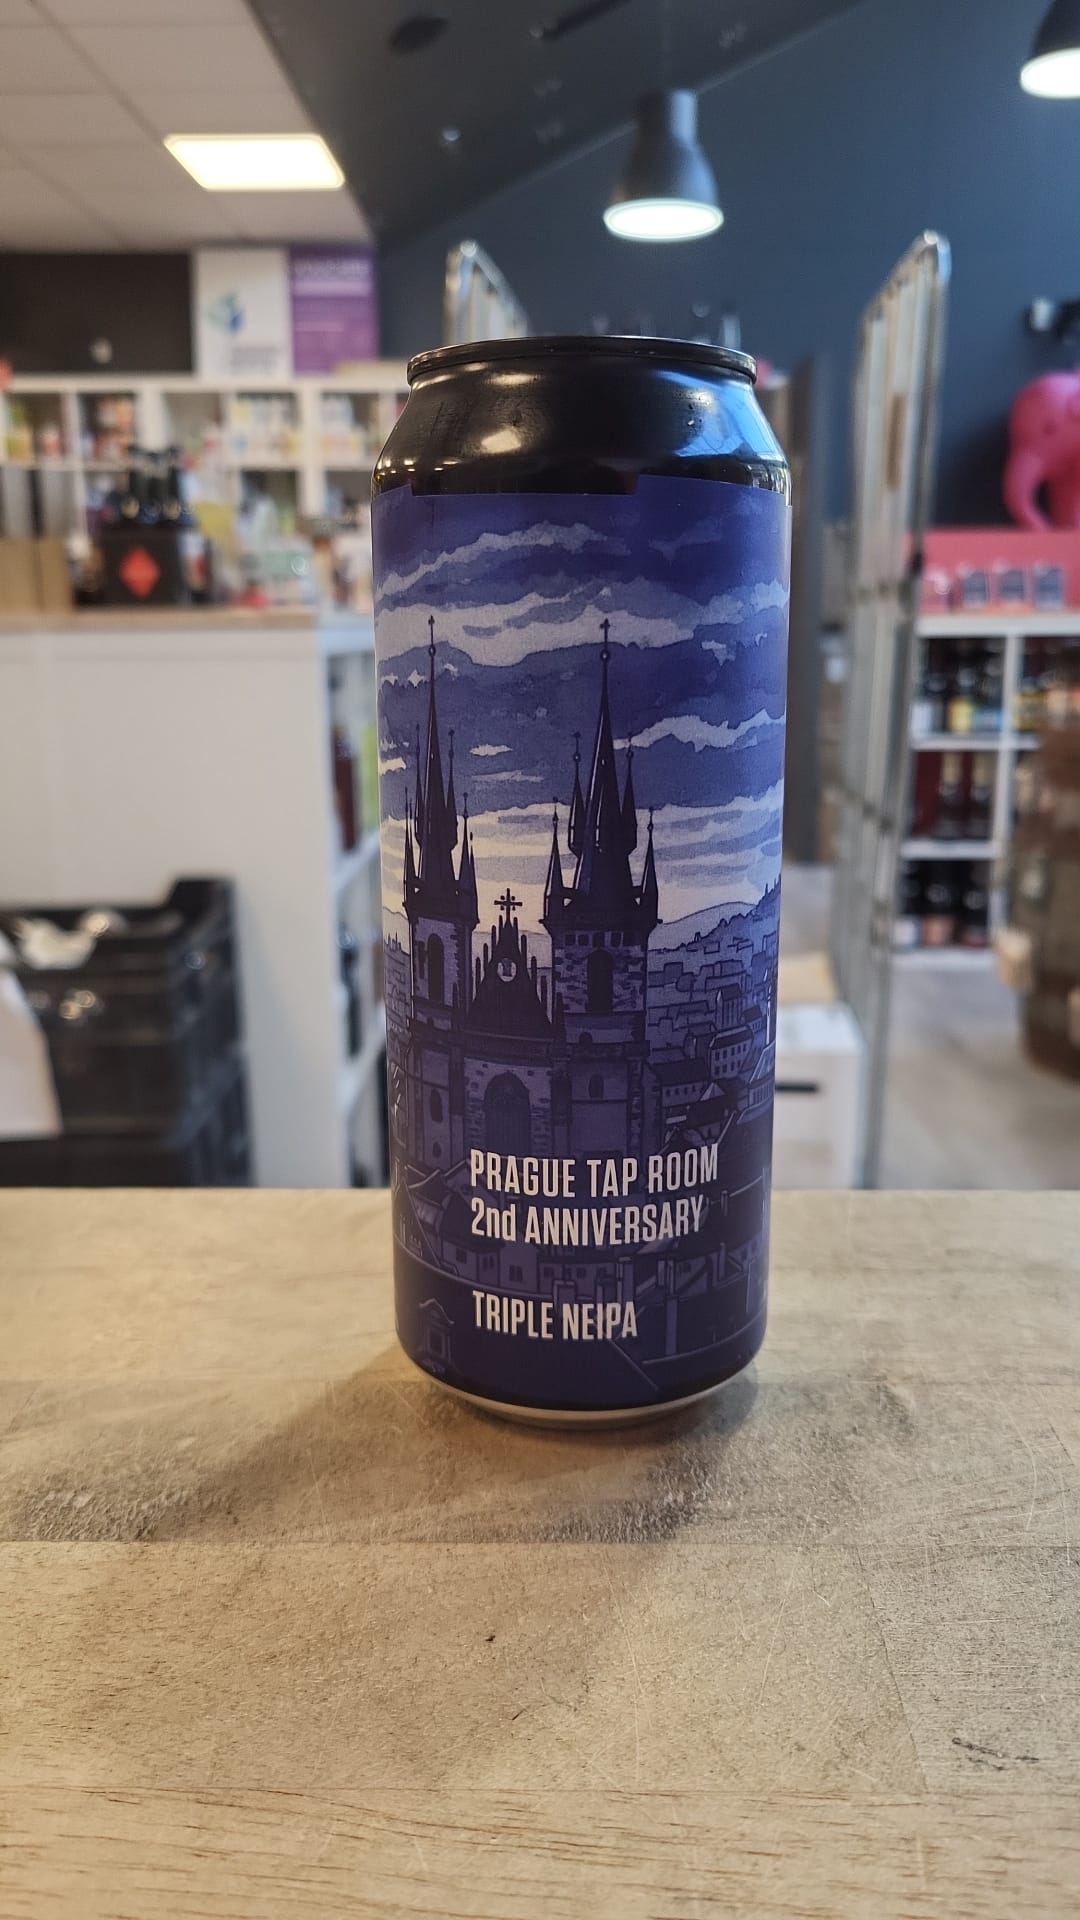 PRAGUE TAP ROOM
2nd ANNIVERSARY
TRIPLE NEIPA